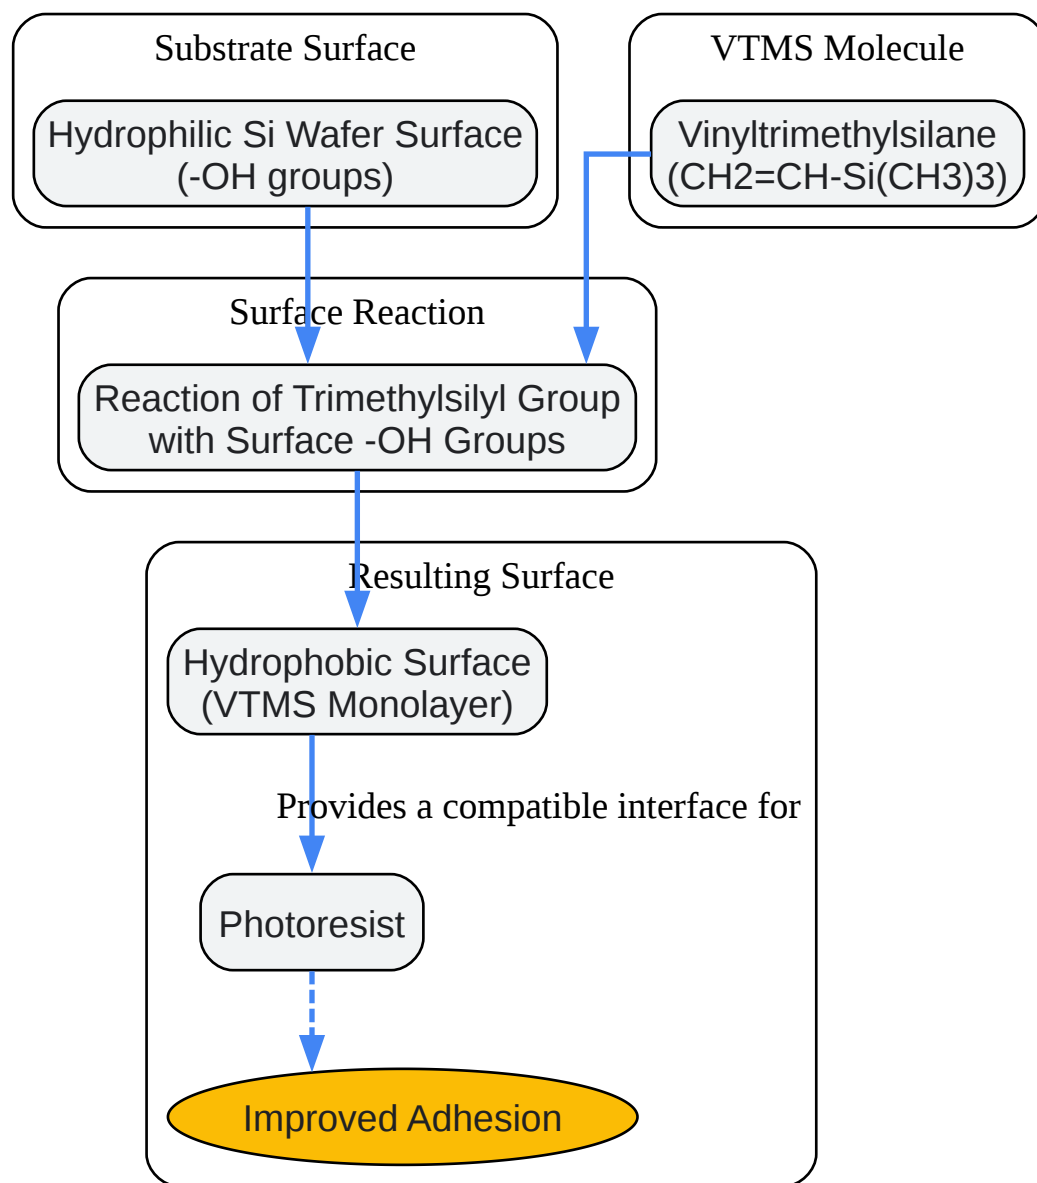 Substrate Surface
VTMS Molecule
Hydrophilic Si Wafer Surface
(-OH groups)
Vinyltrimethylsilane
(CH2=CH-Si(CH3)3)
Surface Reaction
Reaction of Trimethylsilyl Group
with Surface -OH Groups
Resulting Surface
Hydrophobic Surface
(VTMS Monolayer)
Provides a compatible interface for
Photoresist
Improved Adhesion